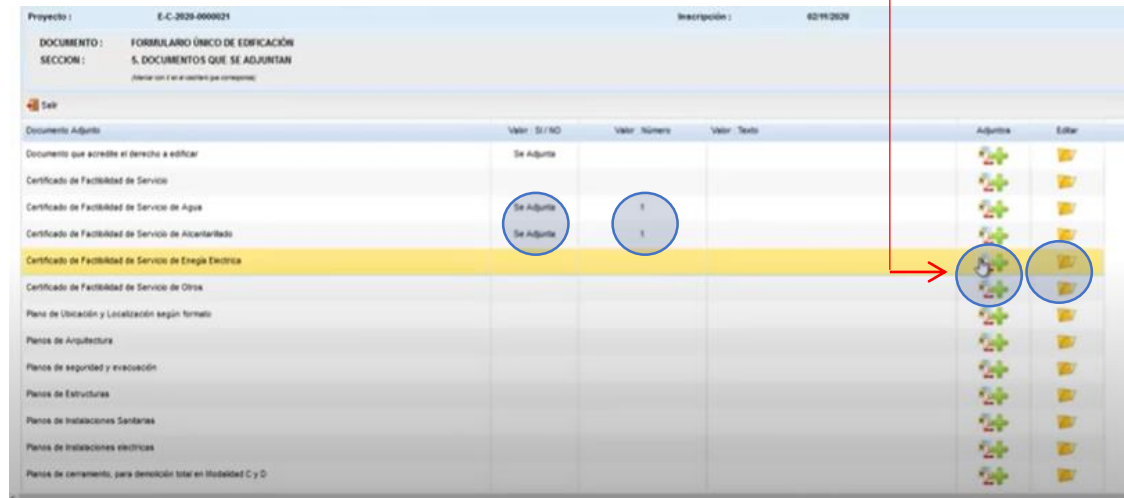 Proyecto : E-C-2020-0000021 Inscripción : 02/11/2020
DOCUMENTO : FORMULARIO ÚNICO DE EDIFICACIÓN
SECCION : 5. DOCUMENTOS QUE SE ADJUNTAN
Salir
Documento Adjunto Valor : SI / NO Valor : Número Valor : Texto Adjuntos Editar
Documento que acredite el derecho a edificar Se Adjunta
Certificado de Factibilidad de Servicio
Certificado de Factibilidad de Servicio de Agua Se Adjunta 1
Certificado de Factibilidad de Servicio de Alcantarillado Se Adjunta 1
Certificado de Factibilidad de Servicio de Enegía Electrica
Certificado de Factibilidad de Servicio de Otros
Plano de Ubicación y Localización según formato
Planos de Arquitectura
Planos de seguridad y evacuación
Planos de Estructuras
Planos de Instalaciones Sanitarias
Planos de Instalaciones electricas
Planos de cerramento, para demolición total en Modalidad C y D